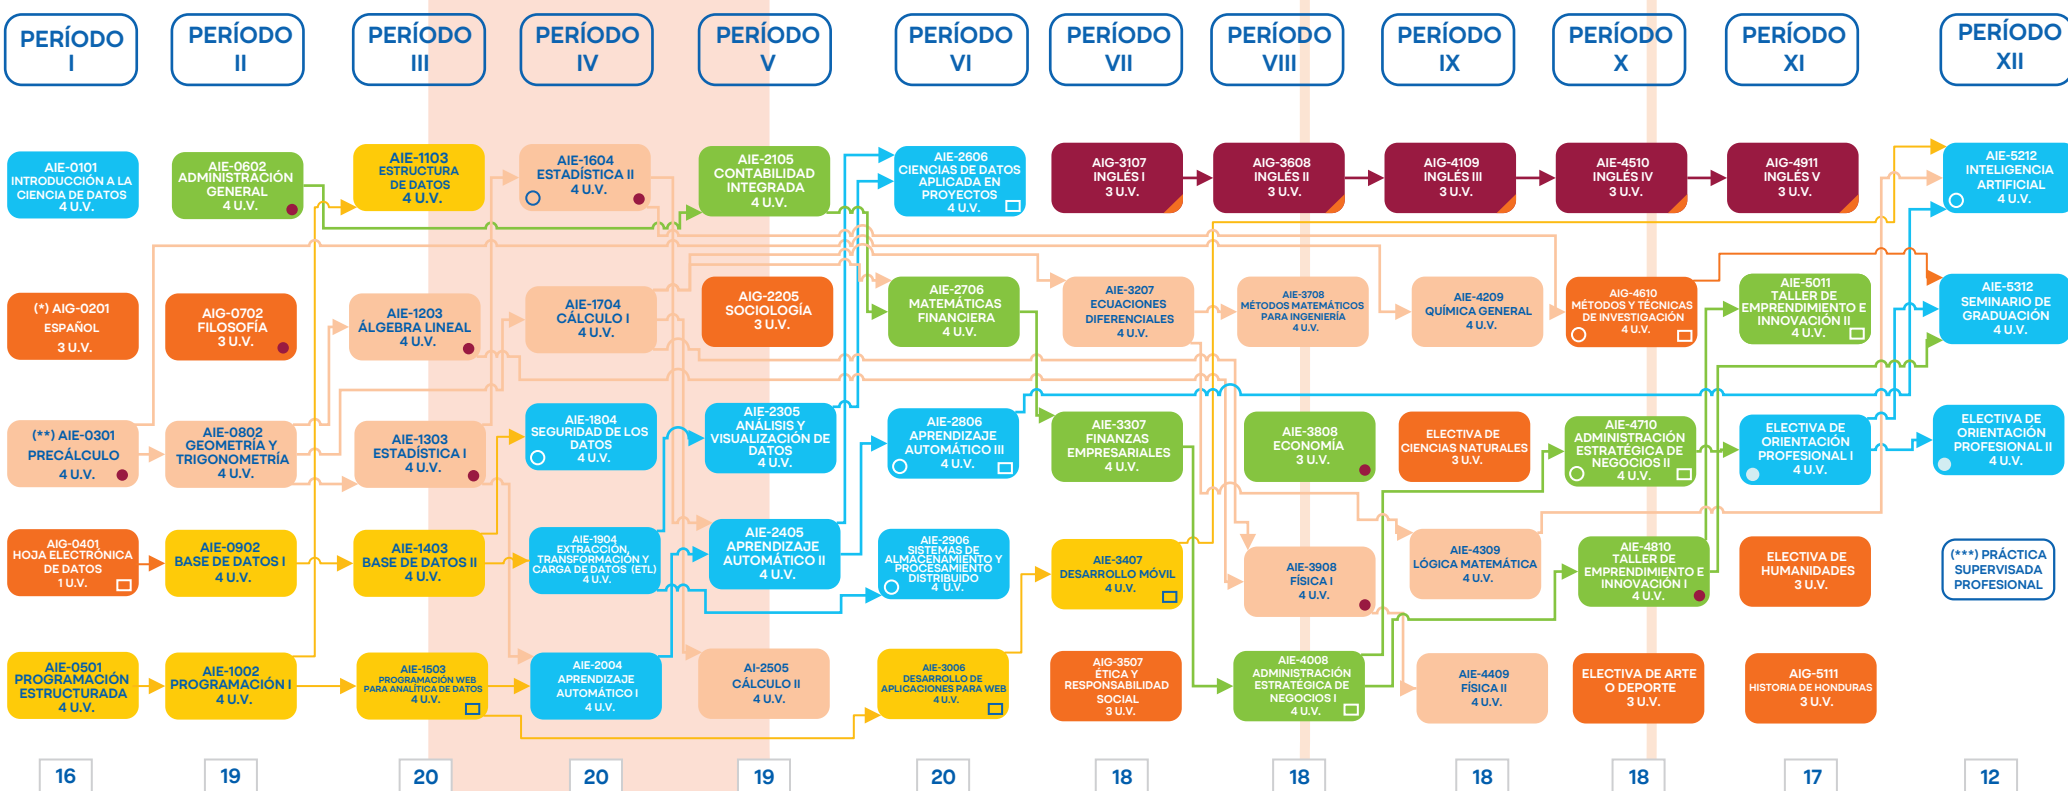 PERÍODO
I
PERÍODO
II
PERÍODO
III
PERÍODO
IV
PERÍODO
V
PERÍODO
VI
PERÍODO
VII
PERÍODO
VIII
PERÍODO
IX
PERÍODO
X
PERÍODO
XI
PERÍODO
XII
AIE-0101
INTRODUCCIÓN A LA
CIENCIA DE DATOS
4 U.V.
AIE-0602
ADMINISTRACIÓN
GENERAL
4 U.V.
AIE-1103
ESTRUCTURA
DE DATOS
4 U.V.
AIE-1604
ESTADÍSTICA II
4 U.V.
AIE-2105
CONTABILIDAD
INTEGRADA
4 U.V.
AIE-2606
CIENCIAS DE DATOS
APLICADA EN
PROYECTOS
4 U.V.
AIG-3107
INGLÉS I
3 U.V.
AIG-3608
INGLÉS II
3 U.V.
AIG-4109
INGLÉS III
3 U.V.
AIE-4510
INGLÉS IV
3 U.V.
AIG-4911
INGLÉS V
3 U.V.
AIE-5212
INTELIGENCIA
ARTIFICIAL
4 U.V.
(*) AIG-0201
ESPAÑOL
3 U.V.
AIG-0702
FILOSOFÍA
3 U.V.
AIE-1203
ÁLGEBRA LINEAL
4 U.V.
AIE-1704
CÁLCULO I
4 U.V.
AIG-2205
SOCIOLOGÍA
3 U.V.
AIE-2706
MATEMÁTICAS
FINANCIERA
4 U.V.
AIE-3207
ECUACIONES
DIFERENCIALES
4 U.V.
AIE-3708
MÉTODOS MATEMÁTICOS
PARA INGENIERÍA
4 U.V.
AIE-4209
QUÍMICA GENERAL
4 U.V.
AIG-4610
MÉTODOS Y TÉCNICAS
DE INVESTIGACIÓN
4 U.V.
AIE-5011
TALLER DE
EMPRENDIMIENTO E
INNOVACIÓN II
4 U.V.
AIE-5312
SEMINARIO DE
GRADUACIÓN
4 U.V.
(**) AIE-0301
PRECÁLCULO
4 U.V.
AIE-0802
GEOMETRÍA Y
TRIGONOMETRÍA
4 U.V.
AIE-1303
ESTADÍSTICA I
4 U.V.
AIE-1804
SEGURIDAD DE LOS
DATOS
4 U.V.
AIE-2305
ANÁLISIS Y
VISUALIZACIÓN DE
DATOS
4 U.V.
AIE-2806
APRENDIZAJE
AUTOMÁTICO III
4 U.V.
AIE-3307
FINANZAS
EMPRESARIALES
4 U.V.
AIE-3808
ECONOMÍA
3 U.V.
ELECTIVA DE
CIENCIAS NATURALES
3 U.V.
AIE-4710
ADMINISTRACIÓN
ESTRATÉGICA DE
NEGOCIOS II
4 U.V.
ELECTIVA DE
ORIENTACIÓN
PROFESIONAL I
4 U.V.
ELECTIVA DE
ORIENTACIÓN
PROFESIONAL II
4 U.V.
AIG-0401
HOJA ELECTRÓNICA
DE DATOS
1 U.V.
AIE-0902
BASE DE DATOS I
4 U.V.
AIE-1403
BASE DE DATOS II
4 U.V.
AIE-1904
EXTRACCIÓN,
TRANSFORMACIÓN Y
CARGA DE DATOS (ETL)
4 U.V.
AIE-2405
APRENDIZAJE
AUTOMÁTICO II
4 U.V.
AIE-2906
SISTEMAS DE
ALMACENAMIENTO Y
PROCESAMIENTO
DISTRIBUIDO
4 U.V.
AIE-3407
DESARROLLO MÓVIL
4 U.V.
AIE-3908
FÍSICA I
4 U.V.
AIE-4309
LÓGICA MATEMÁTICA
4 U.V.
AIE-4810
TALLER DE
EMPRENDIMIENTO E
INNOVACIÓN I
4 U.V.
ELECTIVA DE
HUMANIDADES
3 U.V.
(***) PRÁCTICA
SUPERVISADA
PROFESIONAL
AIE-0501
PROGRAMACIÓN
ESTRUCTURADA
4 U.V.
AIE-1002
PROGRAMACIÓN I
4 U.V.
AIE-1503
PROGRAMACIÓN WEB
PARA ANALÍTICA DE DATOS
4 U.V.
AIE-2004
APRENDIZAJE
AUTOMÁTICO I
4 U.V.
AI-2505
CÁLCULO II
4 U.V.
AIE-3006
DESARROLLO DE
APLICACIONES PARA WEB
4 U.V.
AIG-3507
ÉTICA Y
RESPONSABILIDAD
SOCIAL
3 U.V.
AIE-4008
ADMINISTRACIÓN
ESTRATÉGICA DE
NEGOCIOS I
4 U.V.
AIE-4409
FÍSICA II
4 U.V.
ELECTIVA DE ARTE
O DEPORTE
3 U.V.
AIG-5111
HISTORIA DE HONDURAS
3 U.V.
16
19
20
20
19
20
18
18
18
18
17
12